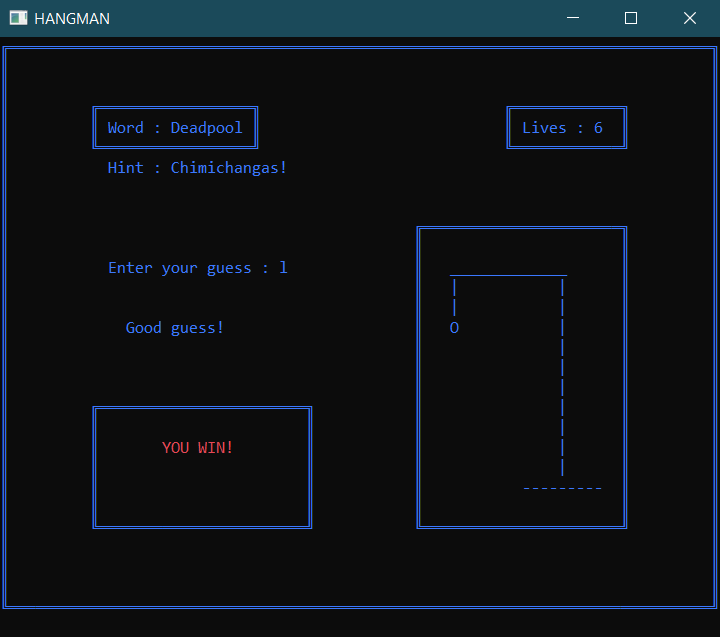 HANGMAN
Word : Deadpool
Lives : 6
Hint : Chimichangas!
Enter your guess : l
Good guess!
YOU WIN!